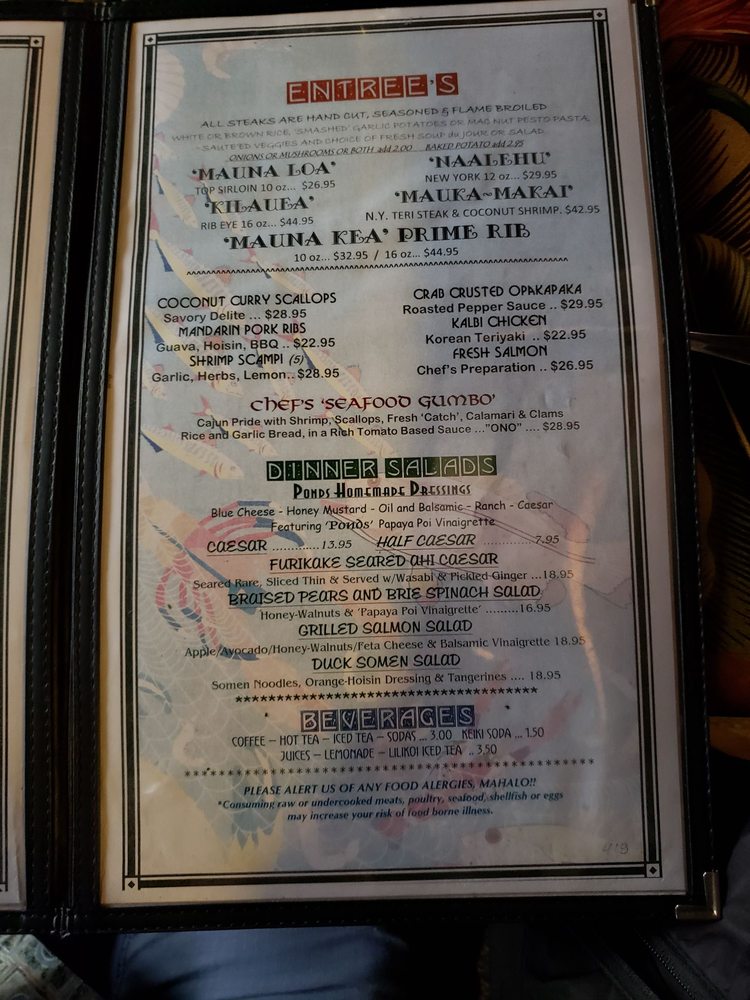 ENTREE'S
ALL STEAKS ARE HAND CUT, SEASONED & FLAME BROILED
WHITE OR BROWN RICE, 'SMASHED' GARLIC POTATOES OR MAC NUT PESTO PASTA,
SAUTE'ED VEGGIES AND CHOICE OF FRESH SOUP du JOUR OR SALAD
ONIONS OR MUSHROOMS OR BOTH add 2.00 BAKED POTATO add 2.95
'MAUNA LOA' 'NAALEHU'
TOP SIRLOIN 10 oz... $26.95 NEW YORK 12 oz... $29.95
'KILAUEA' 'MAUKA~MAKAI'
RIB EYE 16 oz... $44.95 N.Y. TERI STEAK & COCONUT SHRIMP. $42.95
'MAUNA KEA' PRIME RIB
10 oz... $32.95 / 16 oz... $44.95
COCONUT CURRY SCALLOPS CRAB CRUSTED OPAKAPAKA
Savory Delite ... $28.95 Roasted Pepper Sauce .. $29.95
MANDARIN PORK RIBS KALBI CHICKEN
Guava, Hoisin, BBQ .. $22.95 Korean Teriyaki .. $22.95
SHRIMP SCAMPI (5) FRESH SALMON
Garlic, Herbs, Lemon.. $28.95 Chef's Preparation .. $26.95
CHEF'S 'SEAFOOD GUMBO'
Cajun Pride with Shrimp, Scallops, Fresh 'Catch', Calamari & Clams
Rice and Garlic Bread, in a Rich Tomato Based Sauce ..."ONO" .... $28.95
DINNER SALADS
PONDS HOMEMADE DRESSINGS
Blue Cheese - Honey Mustard - Oil and Balsamic - Ranch - Caesar
Featuring 'Ponds' Papaya Poi Vinaigrette
CAESAR .............13.95 HALF CAESAR .............7.95
FURIKAKE SEARED AHI CAESAR
Seared Rare, Sliced Thin & Served w/Wasabi & Pickled Ginger ...18.95
BRAISED PEARS AND BRIE SPINACH SALAD
Honey-Walnuts & 'Papaya Poi Vinaigrette' .........16.95
GRILLED SALMON SALAD
Apple/Avocado/Honey-Walnuts/Feta Cheese & Balsamic Vinaigrette 18.95
DUCK SOMEN SALAD
Somen Noodles, Orange-Hoisin Dressing & Tangerines .... 18.95
***********************************
BEVERAGES
COFFEE – HOT TEA – ICED TEA – SODAS ... 3.00 KEIKI SODA ... 1.50
JUICES – LEMONADE – LILIKOI ICED TEA .. 3.50
PLEASE ALERT US OF ANY FOOD ALERGIES, MAHALO!!
*Consuming raw or undercooked meats, poultry, seafood, shellfish or eggs
may increase your risk of food borne illness.
419